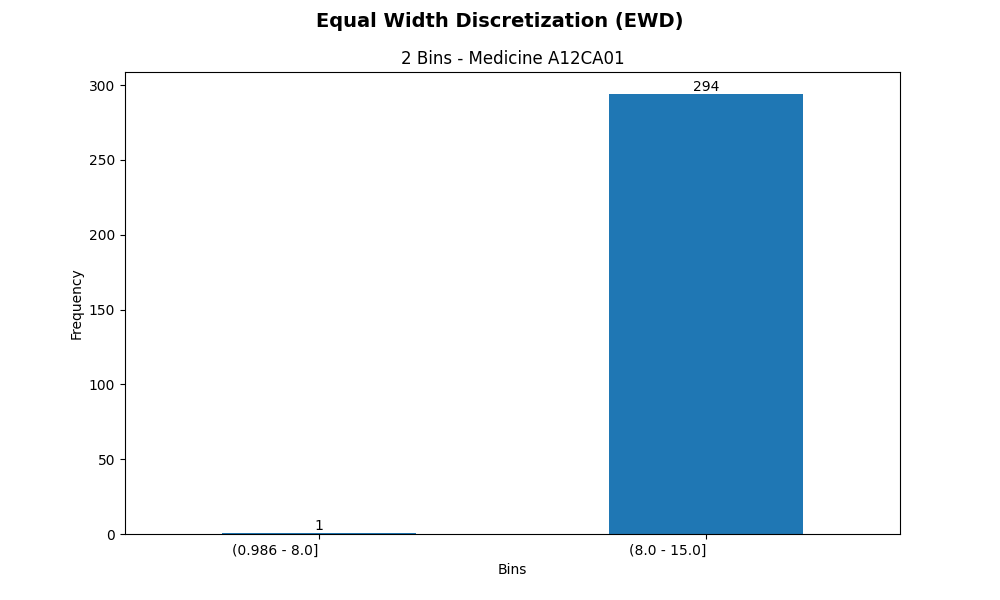 Equal Width Discretization (EWD)
2 Bins - Medicine A12CA01
300
250
200
150
100
50
0
Frequency
1
294
(0.986 - 8.0]
(8.0 - 15.0]
Bins